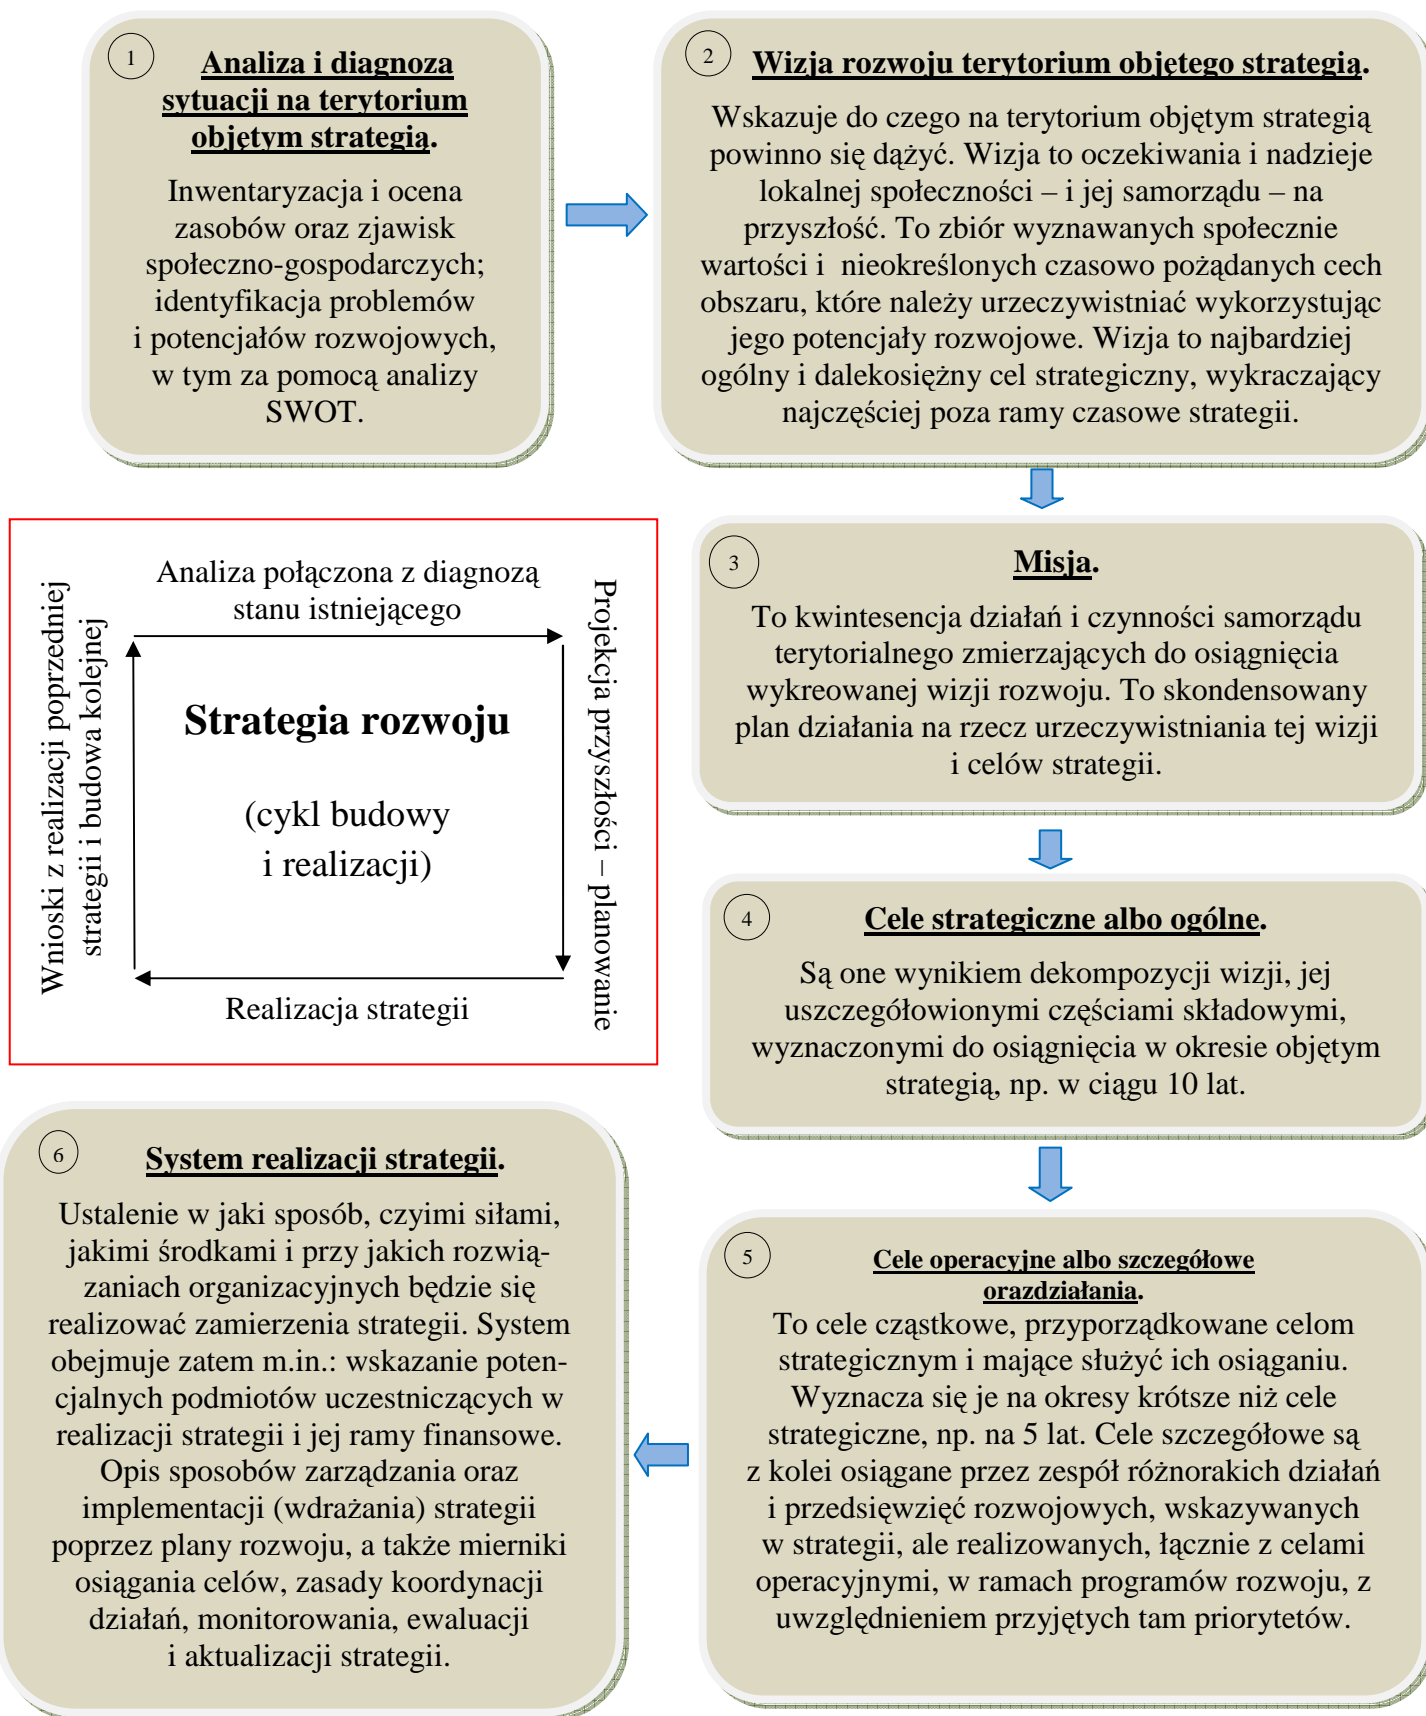 1
Analiza i diagnoza
sytuacji na terytorium
objętym strategią.
Inwentaryzacja i ocena
zasobów oraz zjawisk
społeczno-gospodarczych;
identyfikacja problemów
i potencjałów rozwojowych,
w tym za pomocą analizy
SWOT.
2
Wizja rozwoju terytorium objętego strategią.
Wskazuje do czego na terytorium objętym strategią
powinno się dążyć. Wizja to oczekiwania i nadzieje
lokalnej społeczności – i jej samorządu – na
przyszłość. To zbiór wyznawanych społecznie
wartości i nieokreślonych czasowo pożądanych cech
obszaru, które należy urzeczywistniać wykorzystując
jego potencjały rozwojowe. Wizja to najbardziej
ogólny i dalekosiężny cel strategiczny, wykraczający
najczęściej poza ramy czasowe strategii.
3
Misja.
To kwintesencja działań i czynności samorządu
terytorialnego zmierzających do osiągnięcia
wykreowanej wizji rozwoju. To skondensowany
plan działania na rzecz urzeczywistniania tej wizji
i celów strategii.
Analiza połączona z diagnozą
stanu istniejącego
Projekcja przyszłości – planowanie
Realizacja strategii
Wnioski z realizacji poprzedniej
strategii i budowa kolejnej
Strategia rozwoju
(cykl budowy
i realizacji)
4
Cele strategiczne albo ogólne.
Są one wynikiem dekompozycji wizji, jej
uszczegółowionymi częściami składowymi,
wyznaczonymi do osiągnięcia w okresie objętym
strategią, np. w ciągu 10 lat.
5
Cele operacyjne albo szczegółowe
orazdziałania.
To cele cząstkowe, przyporządkowane celom
strategicznym i mające służyć ich osiąganiu.
Wyznacza się je na okresy krótsze niż cele
strategiczne, np. na 5 lat. Cele szczegółowe są
z kolei osiągane przez zespół różnorakich działań
i przedsięwzięć rozwojowych, wskazywanych
w strategii, ale realizowanych, łącznie z celami
operacyjnymi, w ramach programów rozwoju, z
uwzględnieniem przyjętych tam priorytetów.
6
System realizacji strategii.
Ustalenie w jaki sposób, czyimi siłami,
jakimi środkami i przy jakich rozwią-
zaniach organizacyjnych będzie się
realizować zamierzenia strategii. System
obejmuje zatem m.in.: wskazanie poten-
cjalnych podmiotów uczestniczących w
realizacji strategii i jej ramy finansowe.
Opis sposobów zarządzania oraz
implementacji (wdrażania) strategii
poprzez plany rozwoju, a także mierniki
osiągania celów, zasady koordynacji
działań, monitorowania, ewaluacji
i aktualizacji strategii.